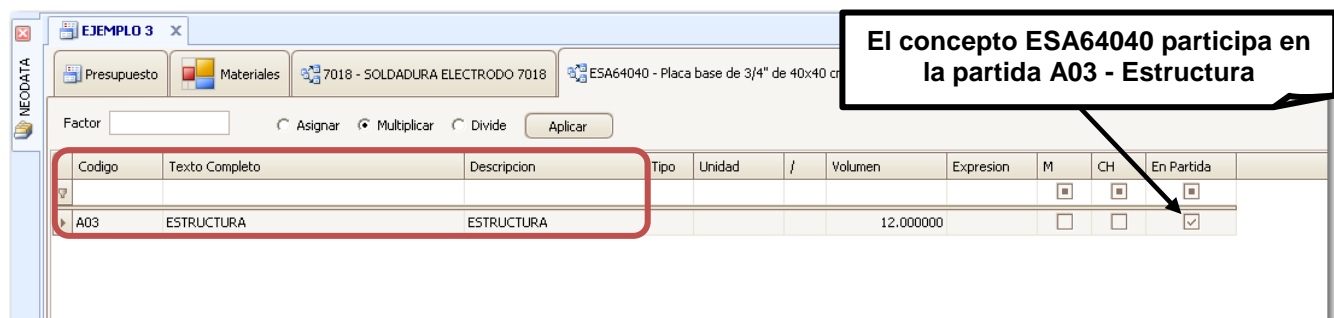 EJEMPLO 3 X
El concepto ESA64040 participa en
la partida A03 - Estructura
NEODATA
Presupuesto Materiales 7018 - SOLDADURA ELECTRODO 7018 ESA64040 - Placa base de 3/4" de 40x40
Factor Asignar Multiplicar Divide Aplicar
Codigo Texto Completo Descripcion Tipo Unidad / Volumen Expresion M CH En Partida
A03 ESTRUCTURA ESTRUCTURA 12.000000